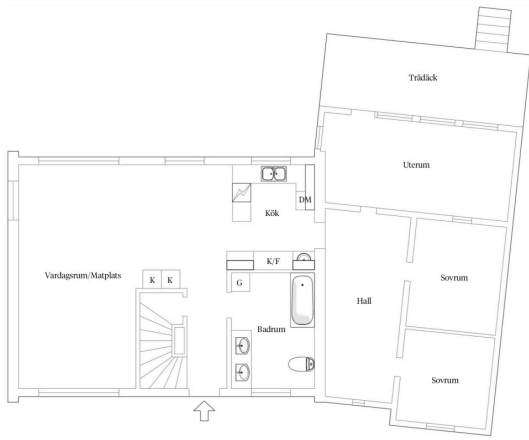 Trädäck
Uterum
DM
Kök
K/F
Vardagsrum/Matplats
K K
G
Sovrum
Hall
Badrum
Sovrum